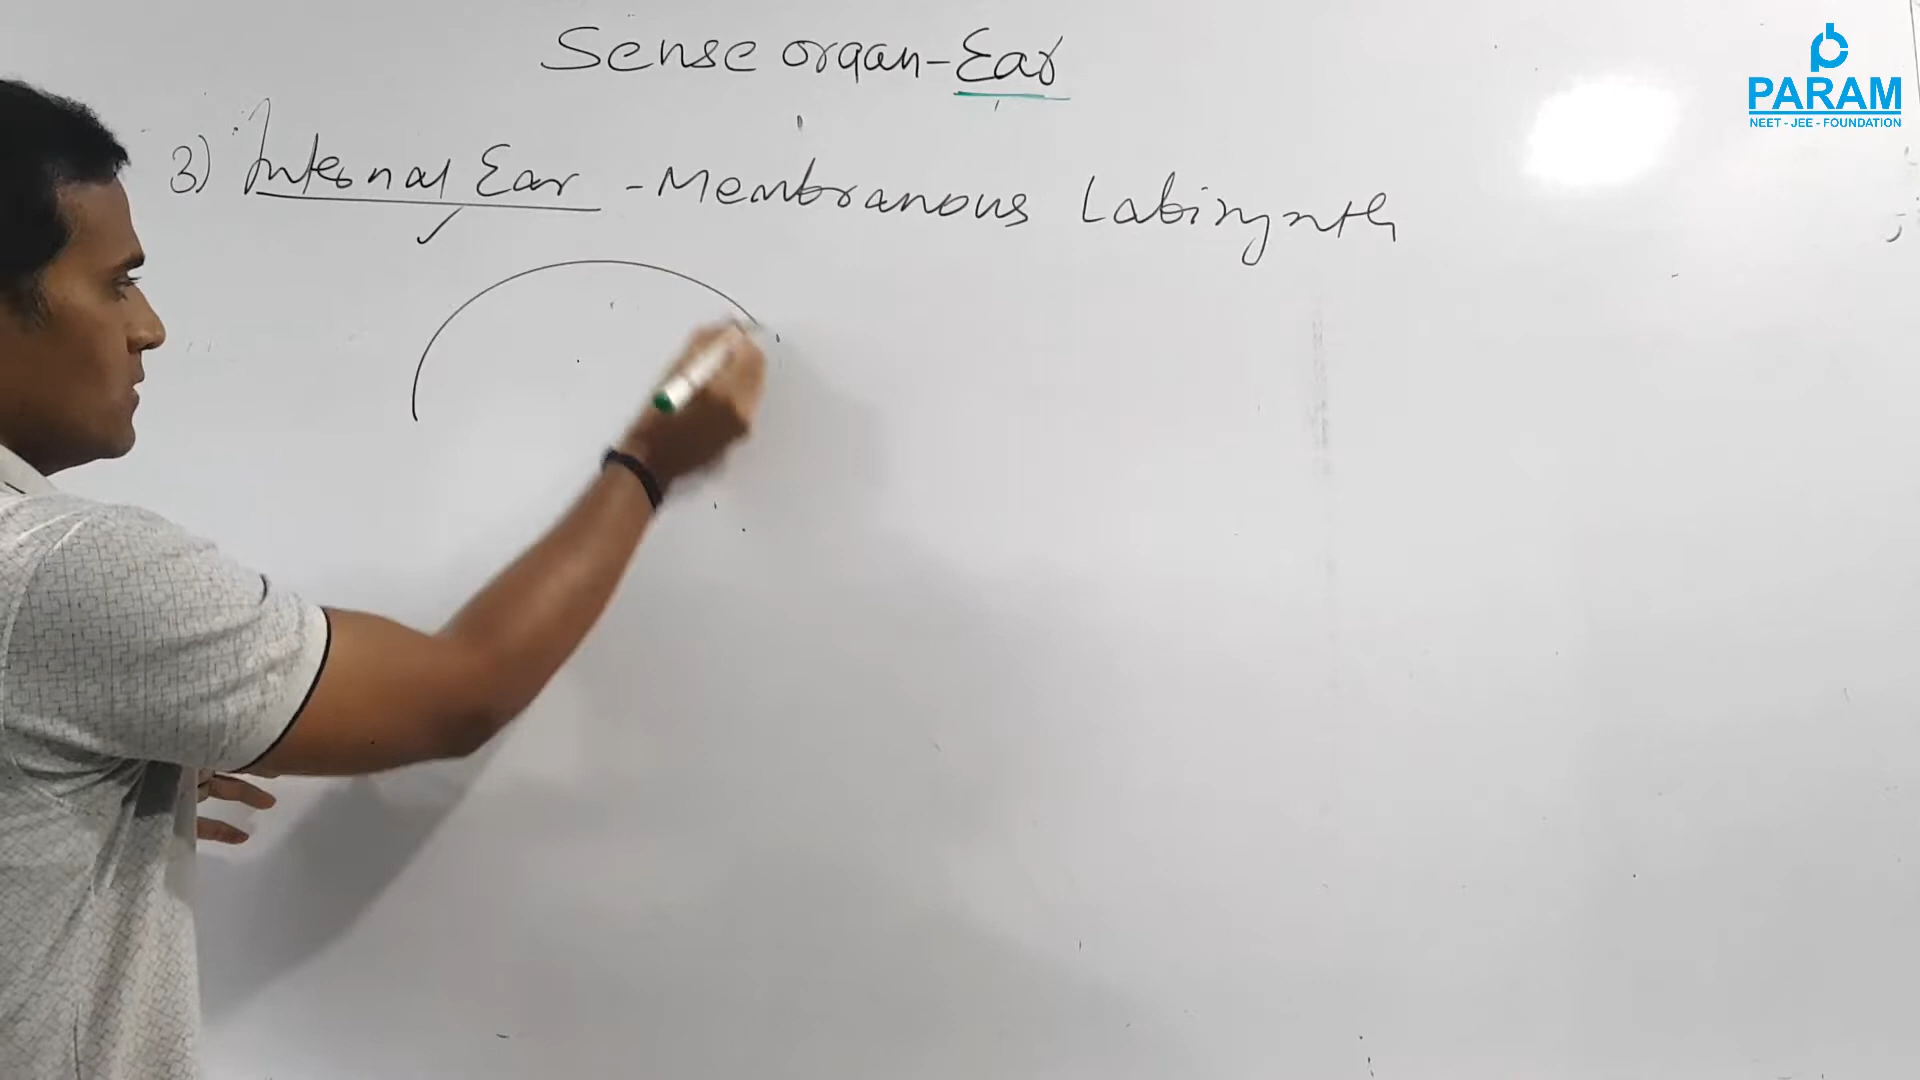 Sense organ-Ear
3) Internal Ear - Membranous Labirynth
PARAM
NEET - JEE - FOUNDATION